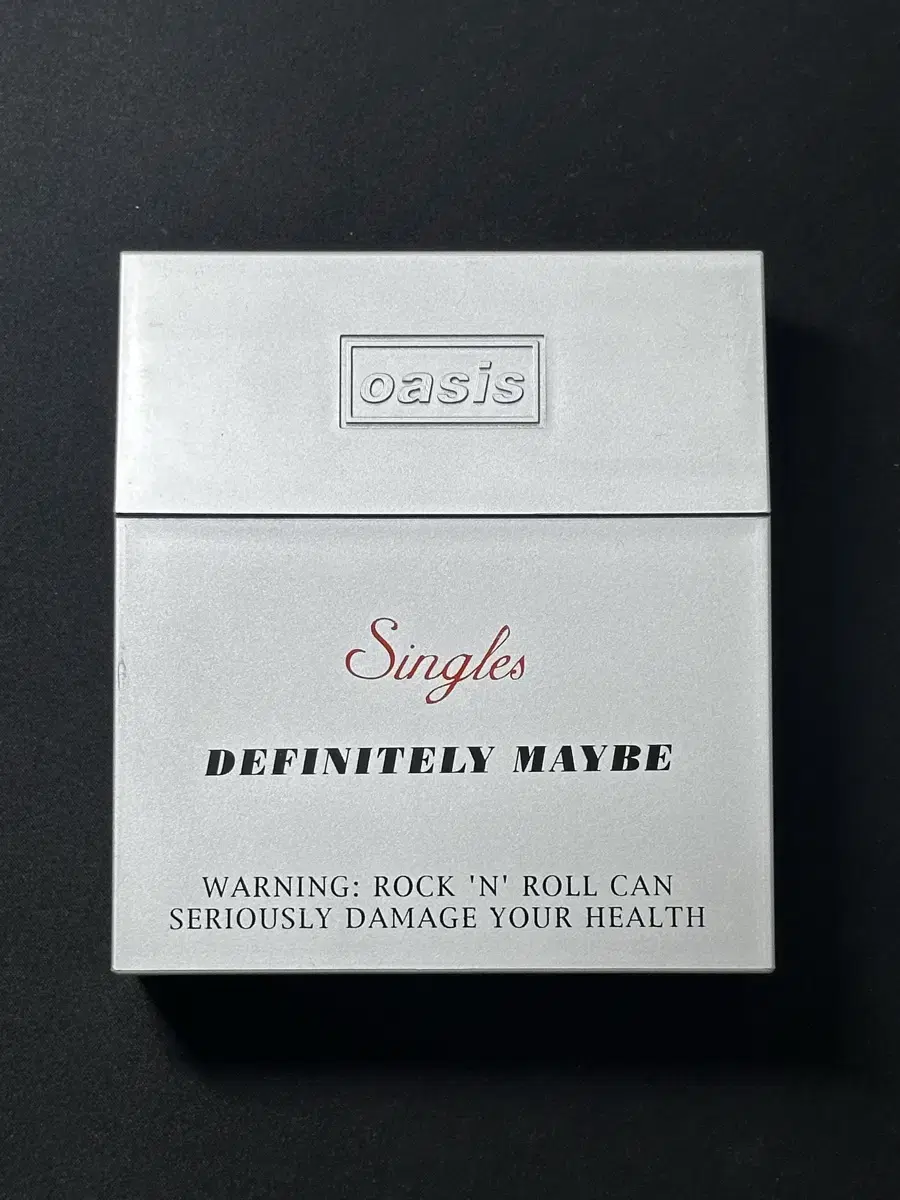 oasis
Singles
DEFINITELY MAYBE
WARNING: ROCK 'N' ROLL CAN
SERIOUSLY DAMAGE YOUR HEALTH